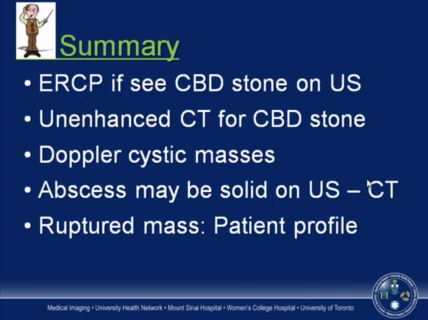 Summary
• ERCP if see CBD stone on US
• Unenhanced CT for CBD stone
• Doppler cystic masses
• Abscess may be solid on US – CT
• Ruptured mass: Patient profile
Medical Imaging • University Health Network • Mount Sinai Hospital • Women's College Hospital • University of Toronto